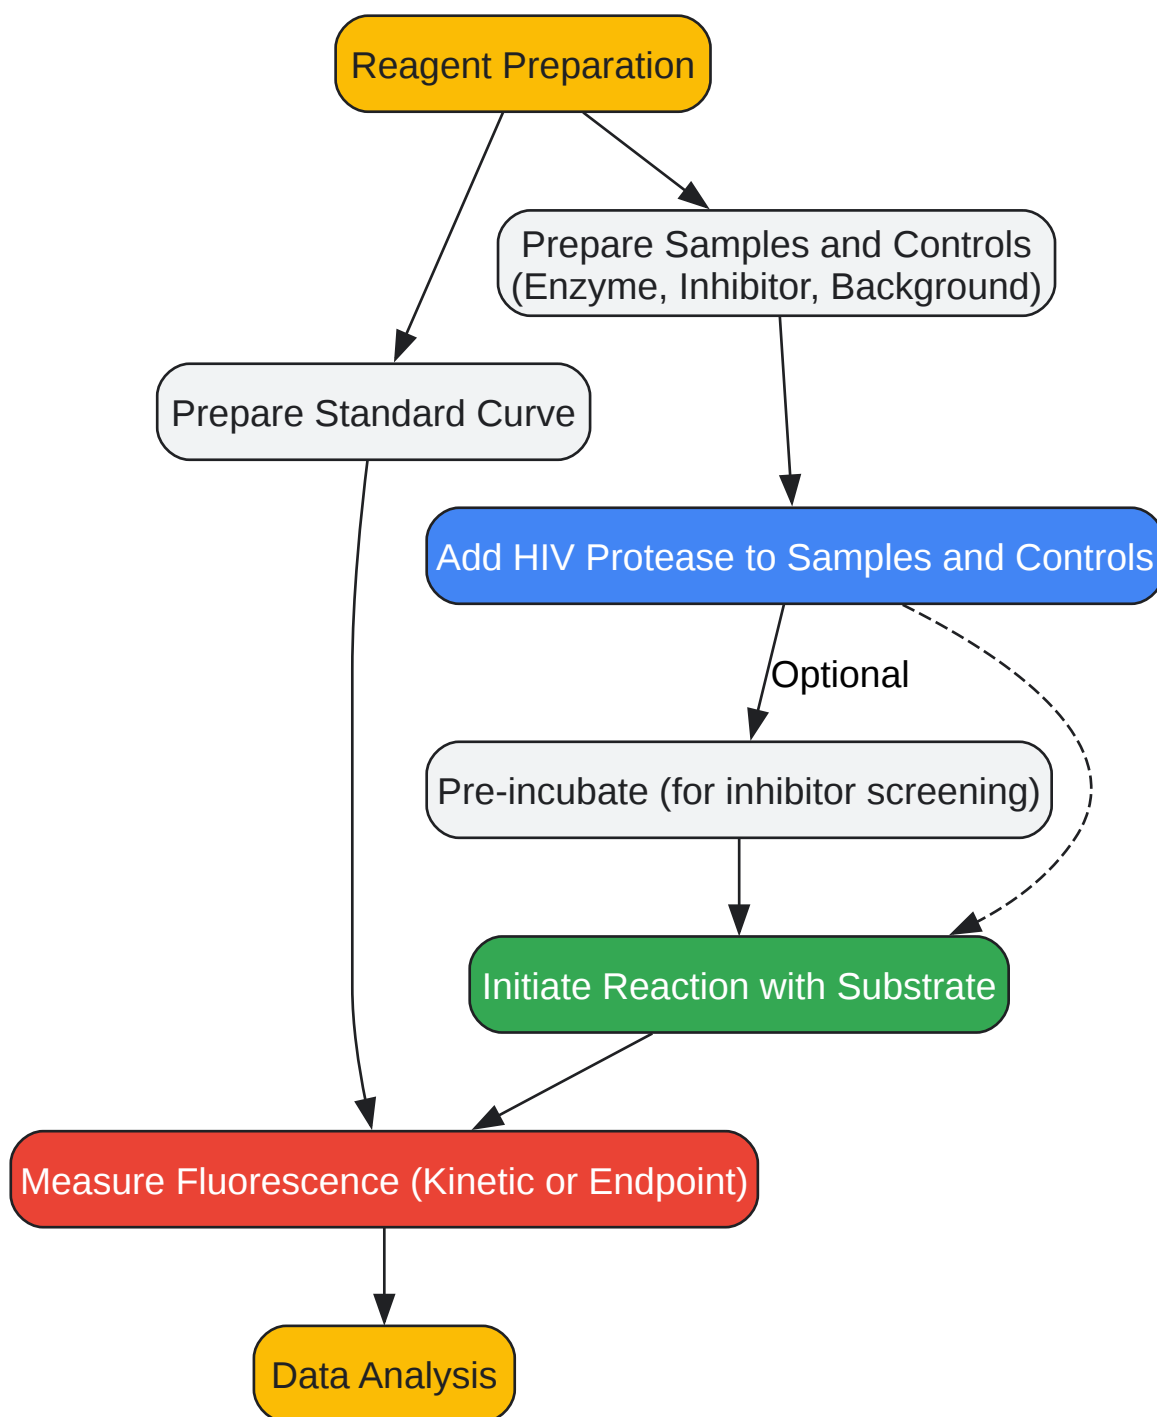 Reagent Preparation
Prepare Samples and Controls
(Enzyme, Inhibitor, Background)
Prepare Standard Curve
Add HIV Protease to Samples and Controls
Optional
Pre-incubate (for inhibitor screening)
Initiate Reaction with Substrate
Measure Fluorescence (Kinetic or Endpoint)
Data Analysis